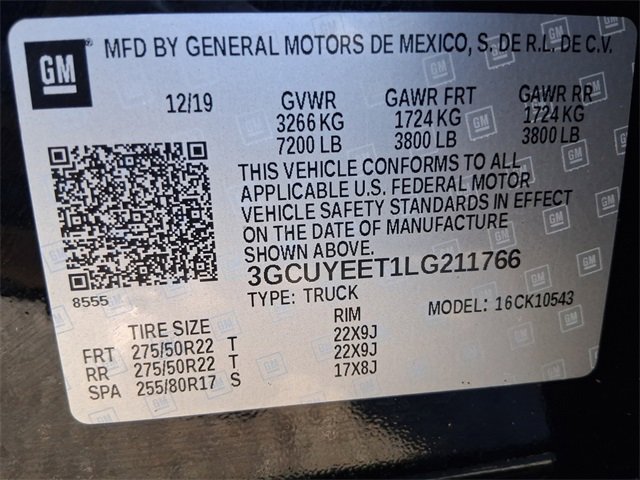 GM
MFD BY GENERAL MOTORS DE MEXICO, S. DE R.L. DE C.V.
12/19 GVWR GAWR FRT GAWR RR
3266 KG 1724 KG 1724 KG
7200 LB 3800 LB 3800 LB
THIS VEHICLE CONFORMS TO ALL
APPLICABLE U.S. FEDERAL MOTOR
VEHICLE SAFETY STANDARDS IN EFFECT
ON THE DATE OF MANUFACTURE
SHOWN ABOVE.
3GCUYEET1LG211766
8555
TYPE: TRUCK MODEL: 16CK10543
TIRE SIZE RIM
FRT 275/50R22 T 22X9J
RR 275/50R22 T 22X9J
SPA 255/80R17 S 17X8J